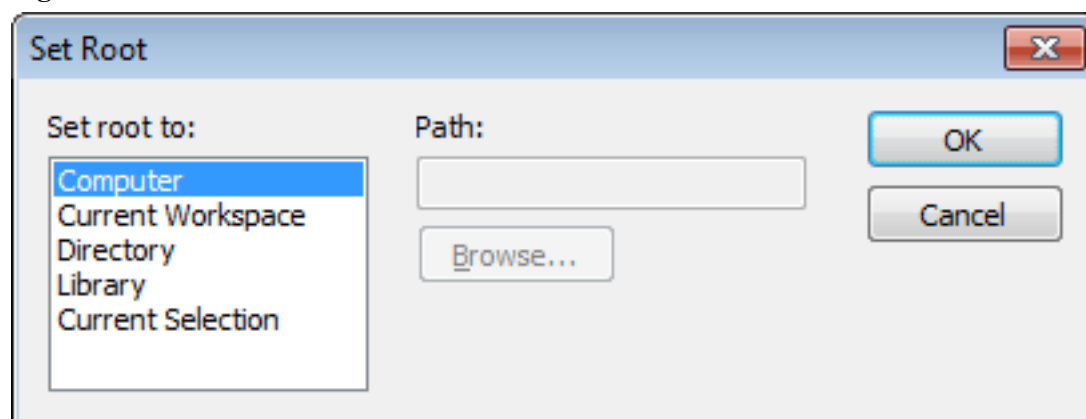 Set Root
Set root to:
Computer
Current Workspace
Directory
Library
Current Selection
Path:
Browse...
OK
Cancel